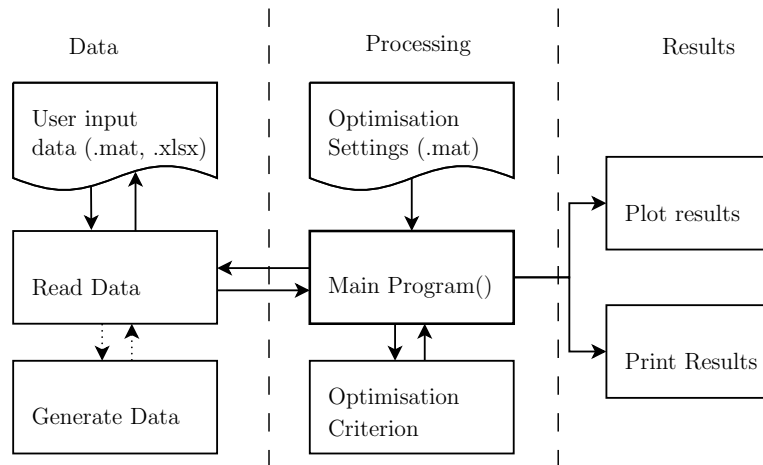 Data
Processing
Results
User input
data (.mat, .xlsx)
Optimisation
Settings (.mat)
Plot results
Read Data
Main Program()
Print Results
Generate Data
Optimisation
Criterion